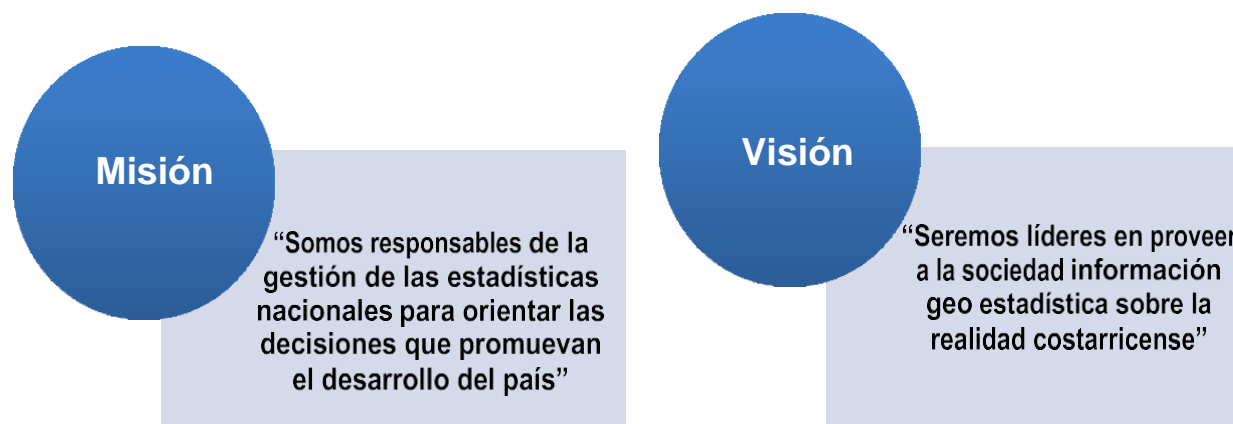 Misión
“Somos responsables de la
gestión de las estadísticas
nacionales para orientar las
decisiones que promuevan
el desarrollo del país”
Visión
“Seremos líderes en proveer
a la sociedad información
geo estadística sobre la
realidad costarricense”